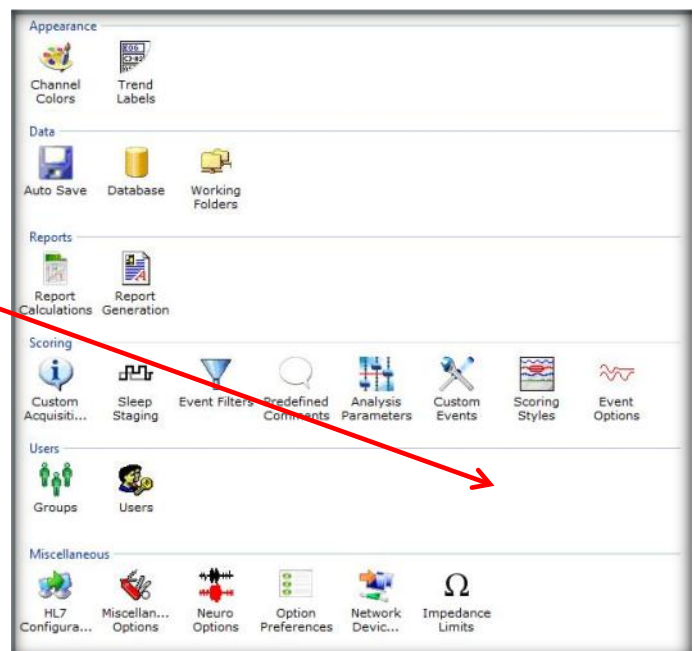 Appearance
Channel Colors
Trend Labels
Data
Auto Save
Database
Working Folders
Reports
Report Calculations
Report Generation
Scoring
Custom Acquisiti...
Sleep Staging
Event Filters
Predefined Comments
Analysis Parameters
Custom Events
Scoring Styles
Event Options
Users
Groups
Users
Miscellaneous
HL7 Configura...
Miscellan... Options
Neuro Options
Option Preferences
Network Devic...
Impedance Limits